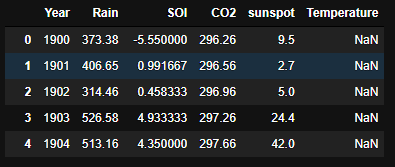 Year Rain SOI CO2 sunspot Temperature
0 1900 373.38 -5.550000 296.26 9.5 NaN
1 1901 406.65 0.991667 296.56 2.7 NaN
2 1902 314.46 0.458333 296.96 5.0 NaN
3 1903 526.58 4.933333 297.26 24.4 NaN
4 1904 513.16 4.350000 297.66 42.0 NaN